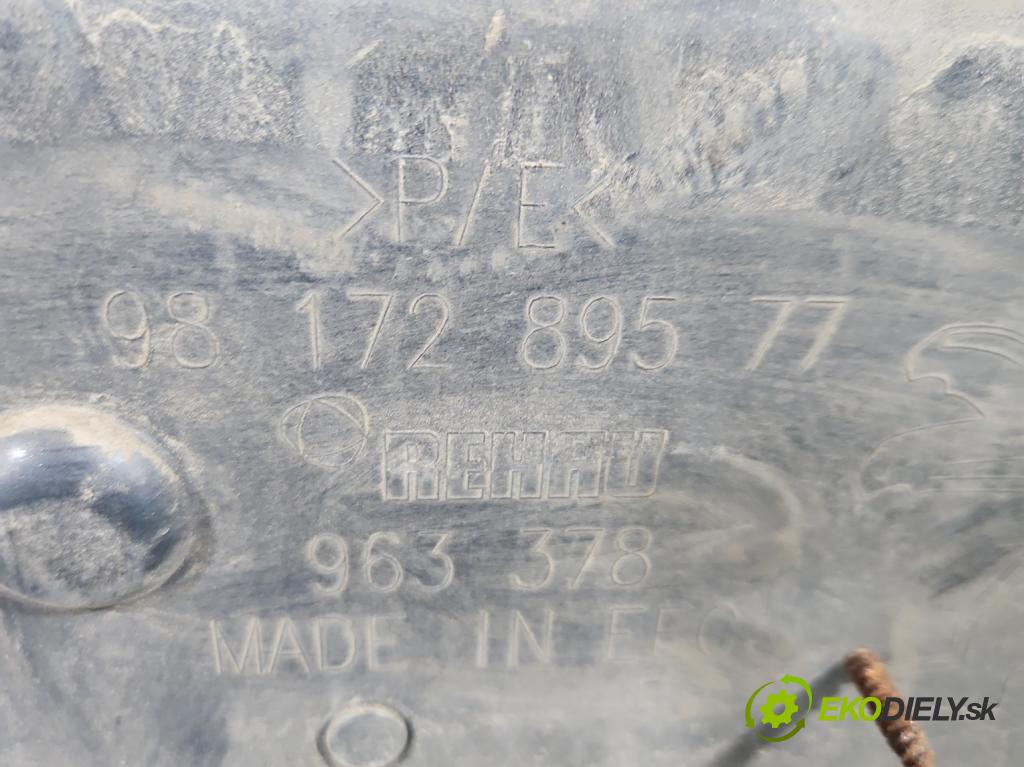 >P/E<
98 172 895 77
REHAU
963 378
MADE IN EEC
EKODIELY.sk